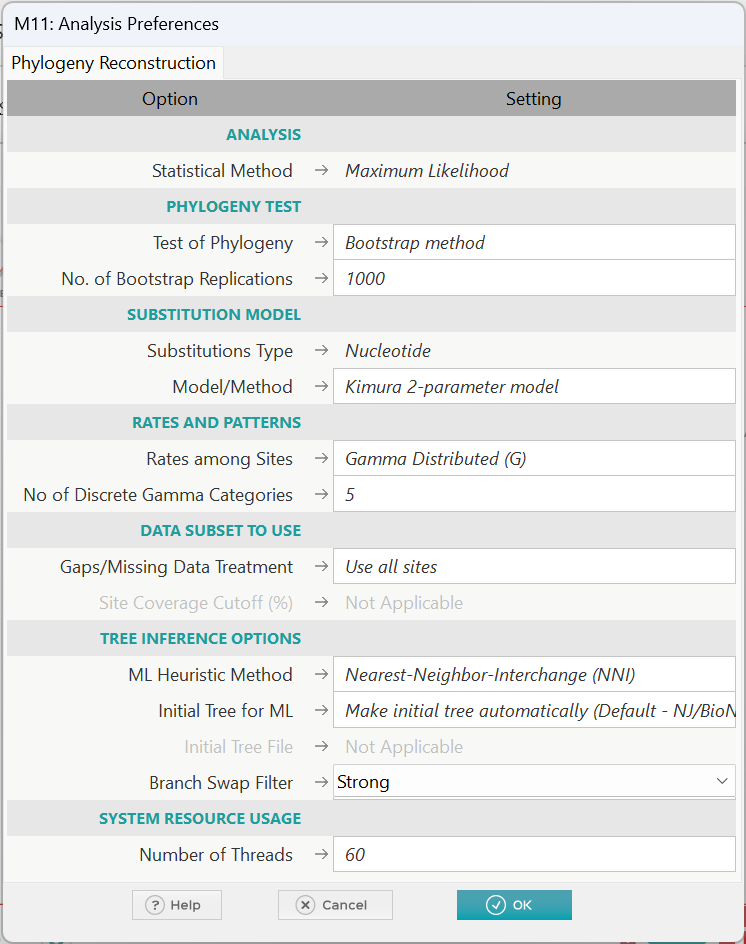 M11: Analysis Preferences
Phylogeny Reconstruction
Option Setting
ANALYSIS
Statistical Method → Maximum Likelihood
PHYLOGENY TEST
Test of Phylogeny → Bootstrap method
No. of Bootstrap Replications → 1000
SUBSTITUTION MODEL
Substitutions Type → Nucleotide
Model/Method → Kimura 2-parameter model
RATES AND PATTERNS
Rates among Sites → Gamma Distributed (G)
No of Discrete Gamma Categories → 5
DATA SUBSET TO USE
Gaps/Missing Data Treatment → Use all sites
Site Coverage Cutoff (%) → Not Applicable
TREE INFERENCE OPTIONS
ML Heuristic Method → Nearest-Neighbor-Interchange (NNI)
Initial Tree for ML → Make initial tree automatically (Default - NJ/BioN
Initial Tree File → Not Applicable
Branch Swap Filter → Strong
SYSTEM RESOURCE USAGE
Number of Threads → 60
? Help Cancel OK